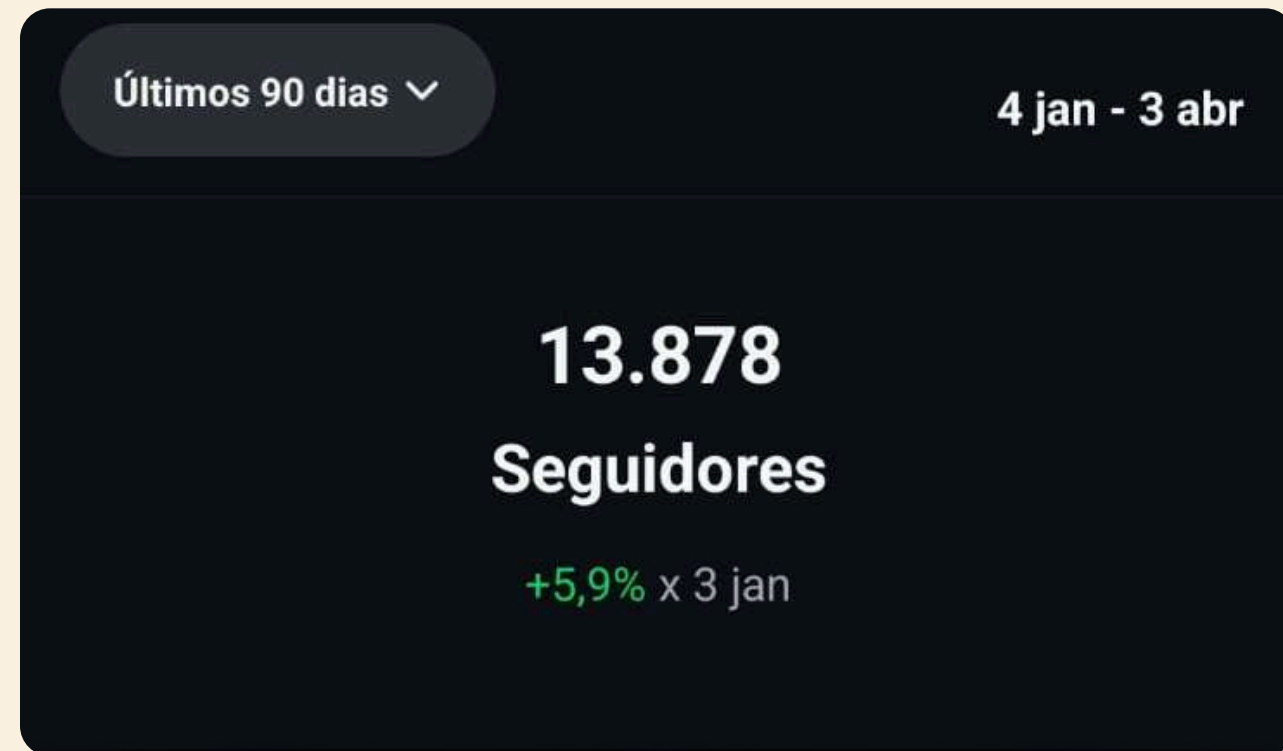 Últimos 90 dias
4 jan - 3 abr
13.878
Seguidores
+5,9% x 3 jan